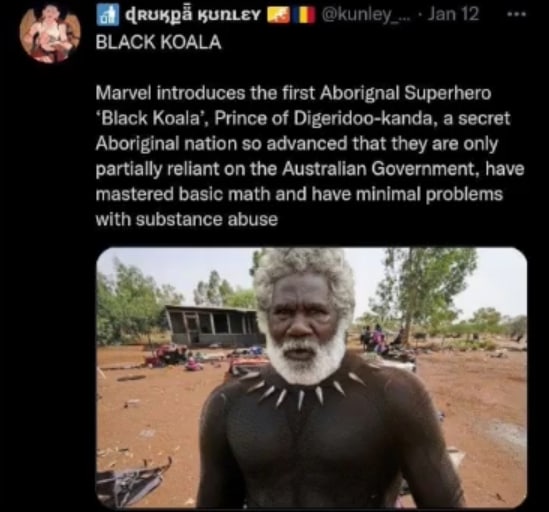 ɖʀʊӄքǟ ӄʊռʟɛʏ @kunley_... · Jan 12 ...
BLACK KOALA
Marvel introduces the first Aborignal Superhero
‘Black Koala’, Prince of Digeridoo-kanda, a secret
Aboriginal nation so advanced that they are only
partially reliant on the Australian Government, have
mastered basic math and have minimal problems
with substance abuse